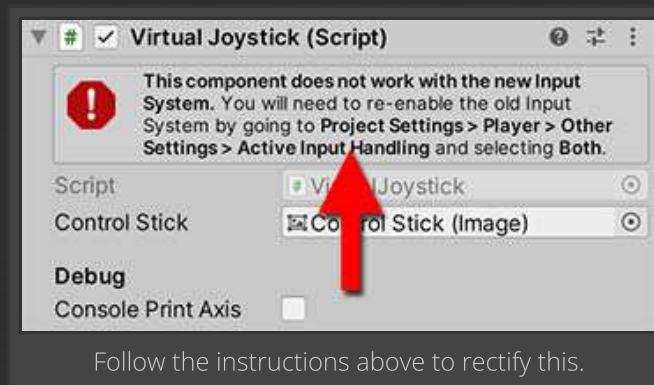 # Virtual Joystick (Script)
! This component does not work with the new Input
System. You will need to re-enable the old Input
System by going to Project Settings > Player > Other
Settings > Active Input Handling and selecting Both.
Script # Joystick
Control Stick Control Stick (Image)
Debug
Console Print Axis
Follow the instructions above to rectify this.